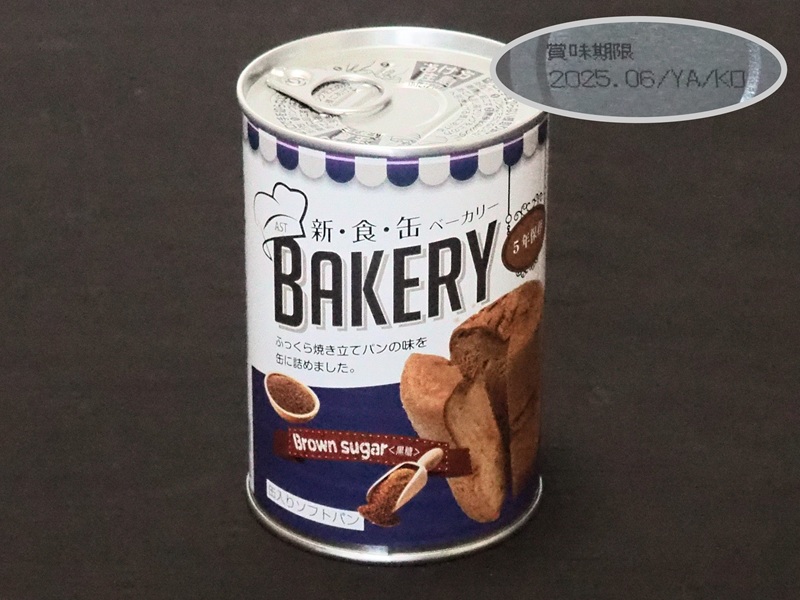 賞味期限
2025.06/YA/KO
AST
新・食・缶 ベーカリー
BAKERY
5年保存
ふっくら焼き立てパンの味を
缶に詰めました。
Brown sugar<黒糖>
缶入りソフトパン